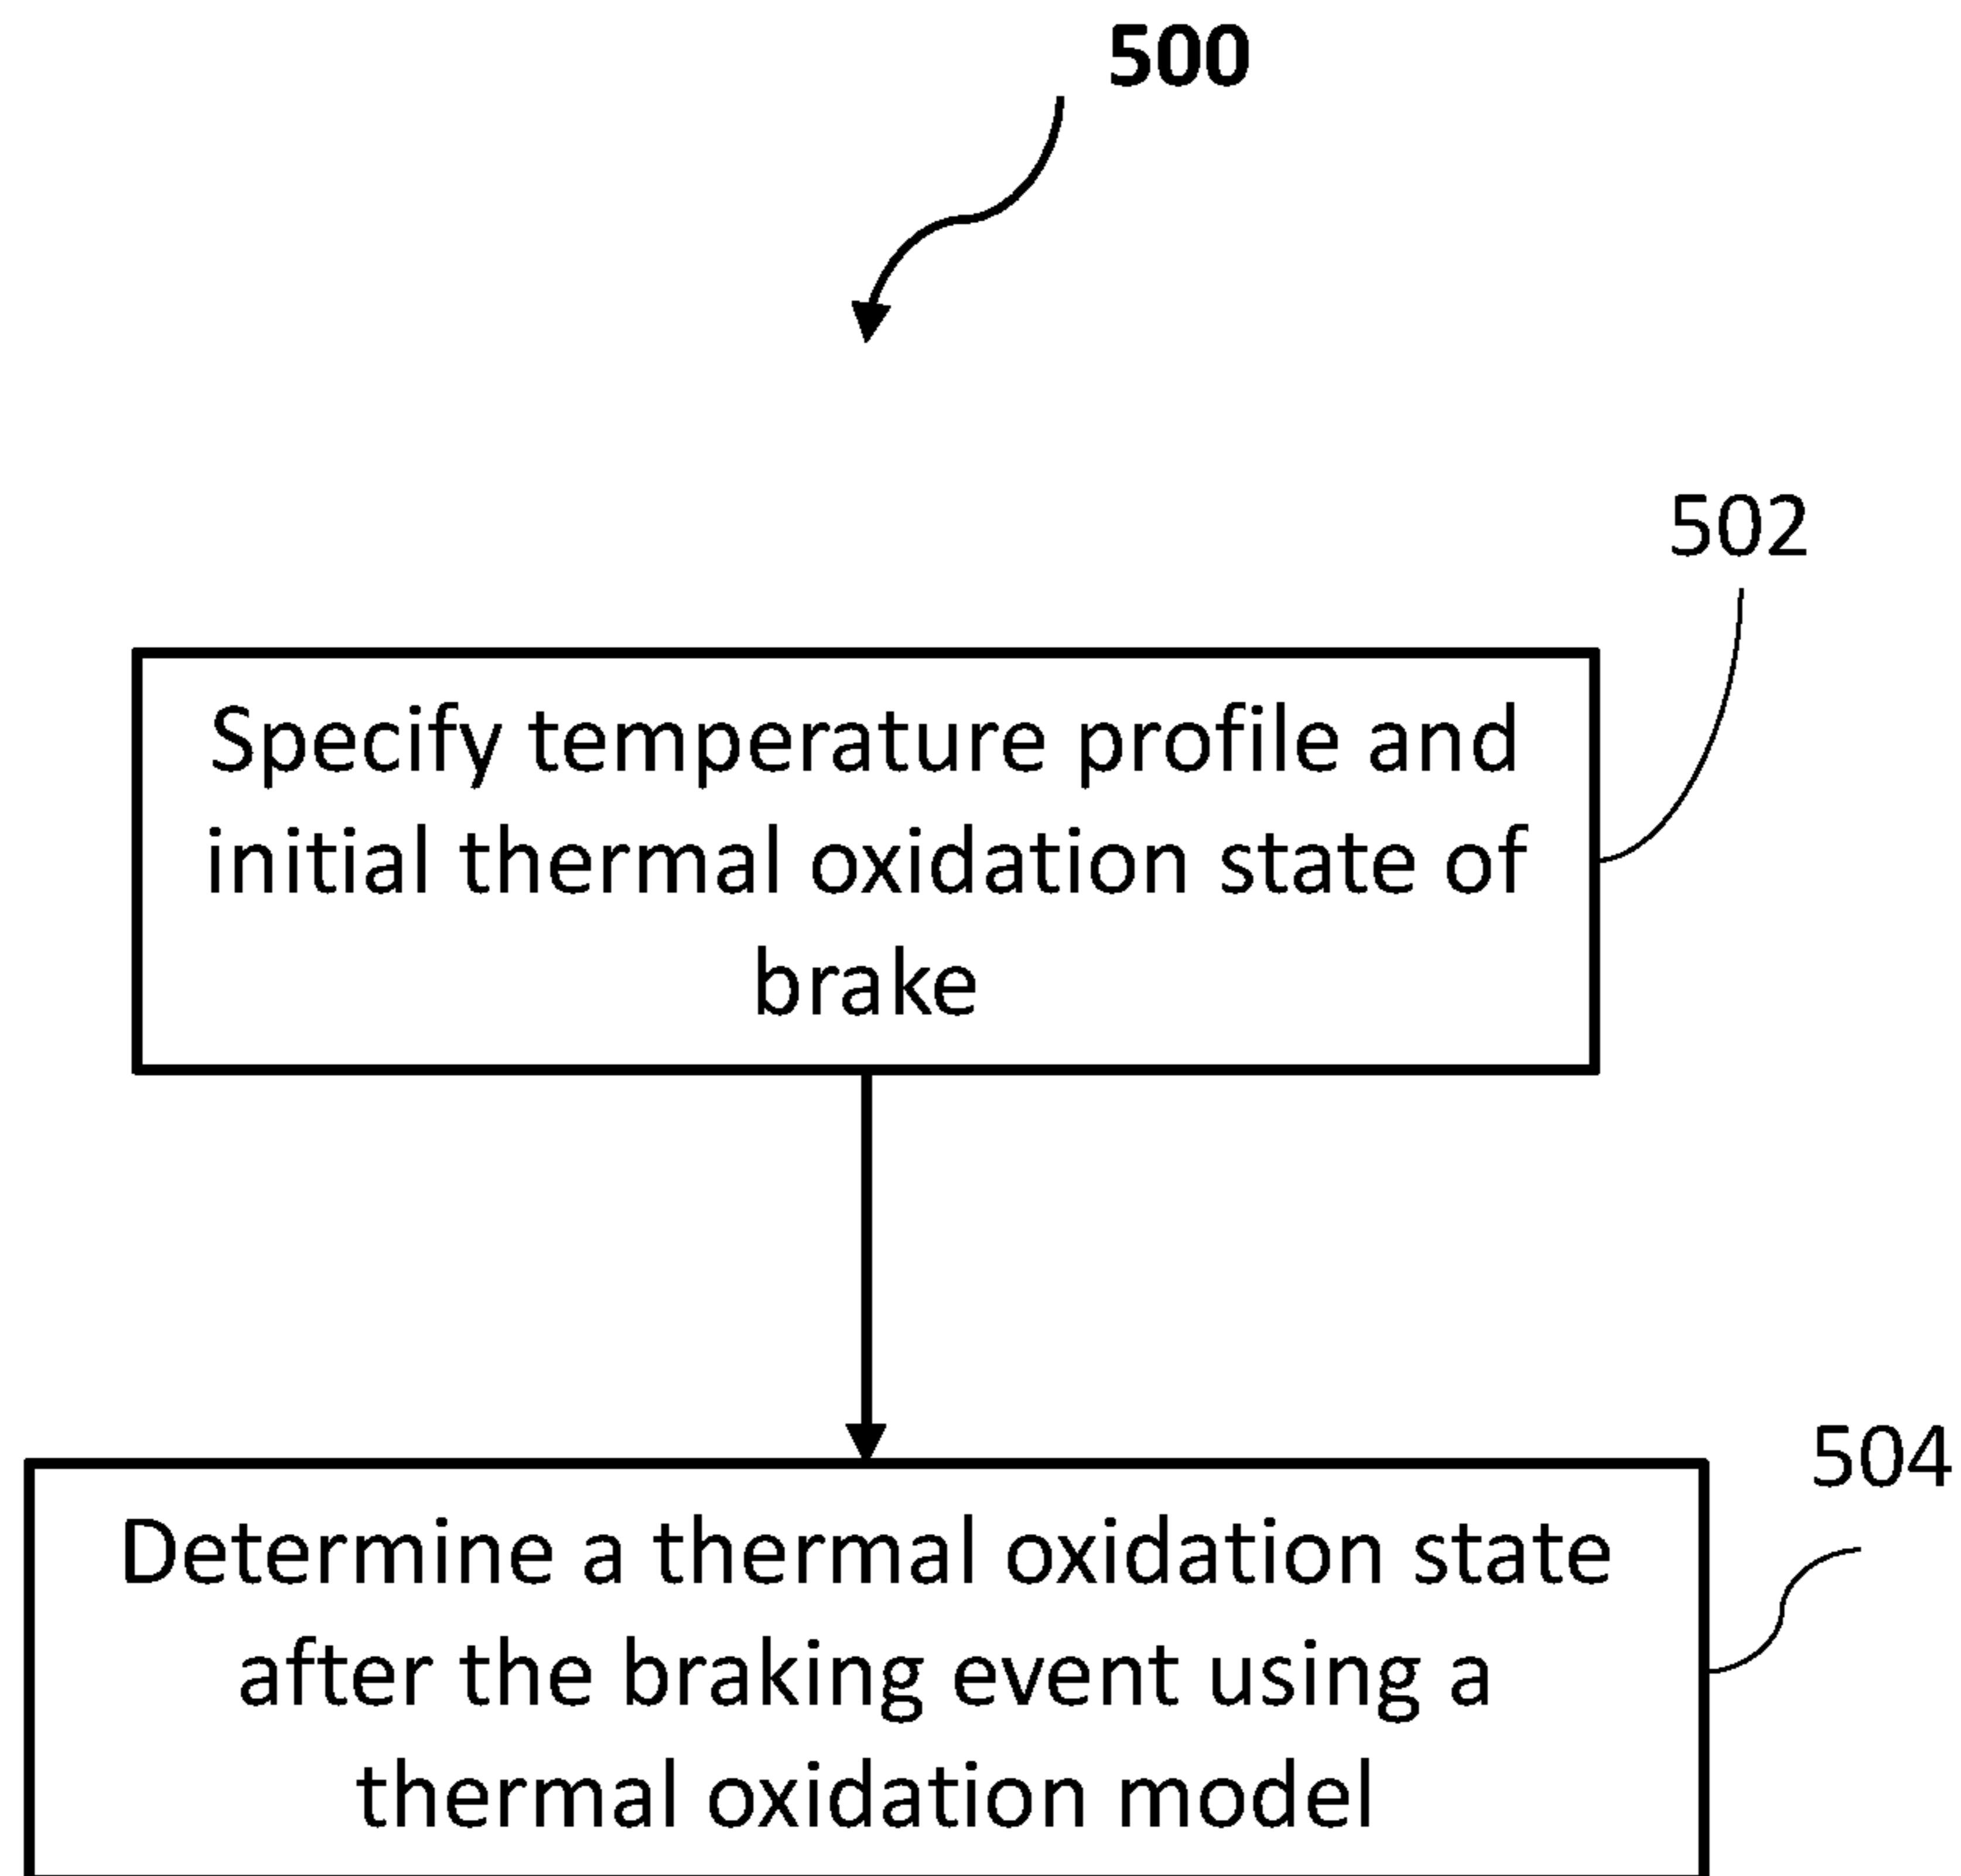 500
502
Specify temperature profile and
initial thermal oxidation state of
brake
504
Determine a thermal oxidation state
after the braking event using a
thermal oxidation model